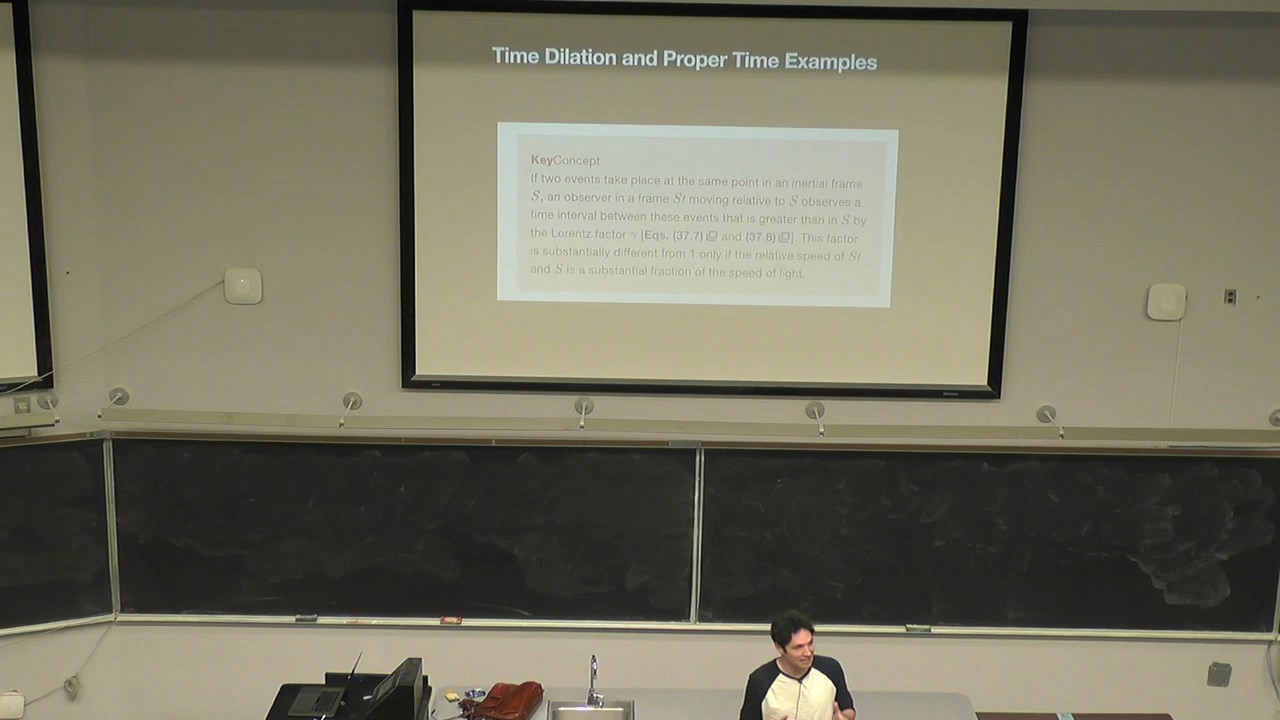 Time Dilation and Proper Time Examples
KeyConcept
If two events take place at the same point in an inertial frame
S, an observer in a frame S′ moving relative to S observes a
time interval between these events that is greater than in S by
the Lorentz factor γ [Eqs. (37.7) and (37.8)]. This factor
is substantially different from 1 only if the relative speed of S′
and S is a substantial fraction of the speed of light.